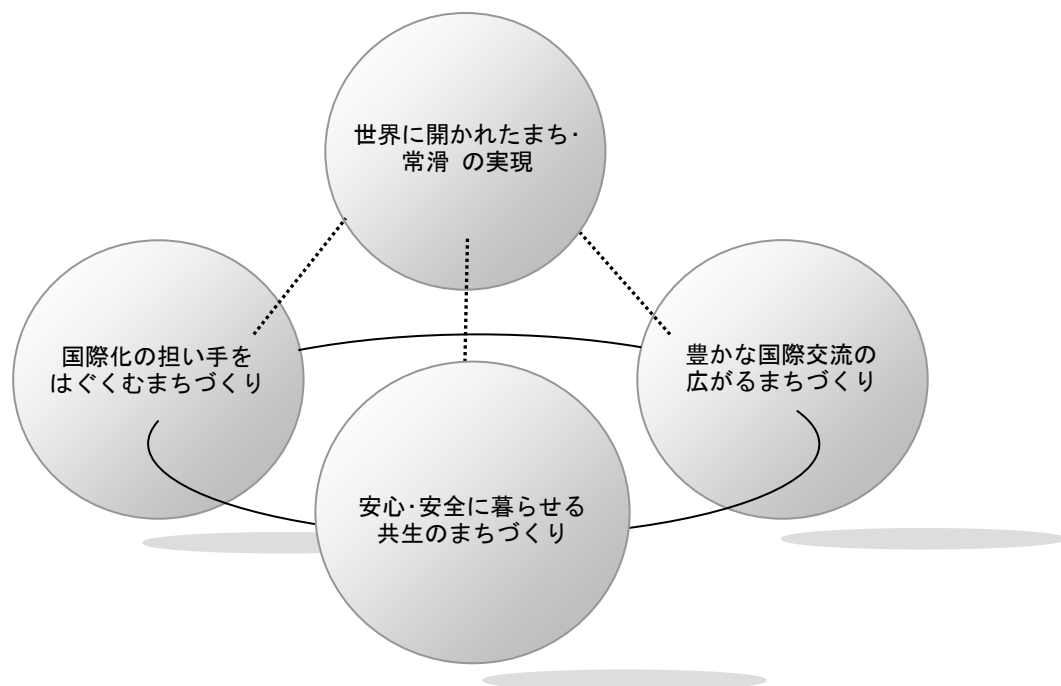 世界に開かれたまち・
常滑 の実現
国際化の担い手を
はぐくむまちづくり
豊かな国際交流の
広がるまちづくり
安心・安全に暮らせる
共生のまちづくり